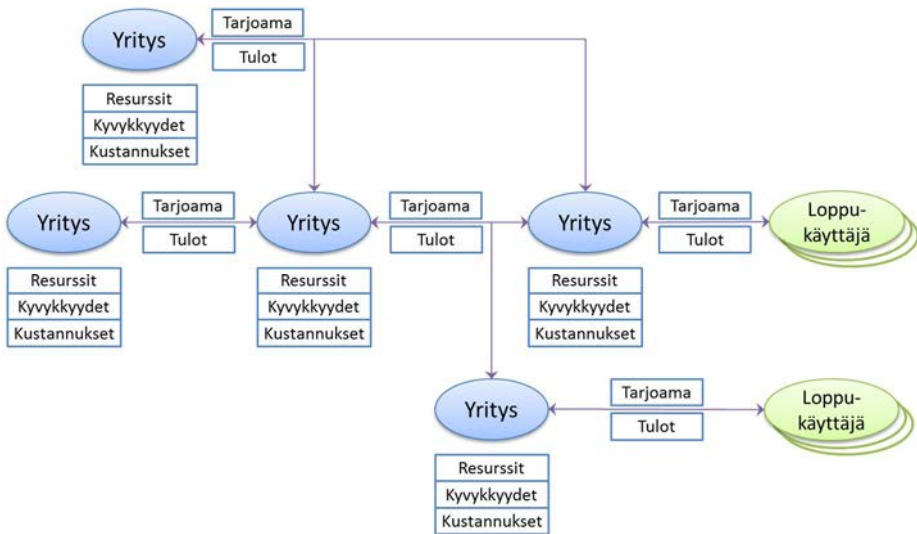 Yritys
Tarjoama
Tulot
Resurssit
Kyvykkyydet
Kustannukset
Yritys
Tarjoama
Tulot
Yritys
Tarjoama
Tulot
Yritys
Tarjoama
Tulot
Loppu-
käyttäjä
Resurssit
Kyvykkyydet
Kustannukset
Resurssit
Kyvykkyydet
Kustannukset
Resurssit
Kyvykkyydet
Kustannukset
Yritys
Tarjoama
Tulot
Loppu-
käyttäjä
Resurssit
Kyvykkyydet
Kustannukset